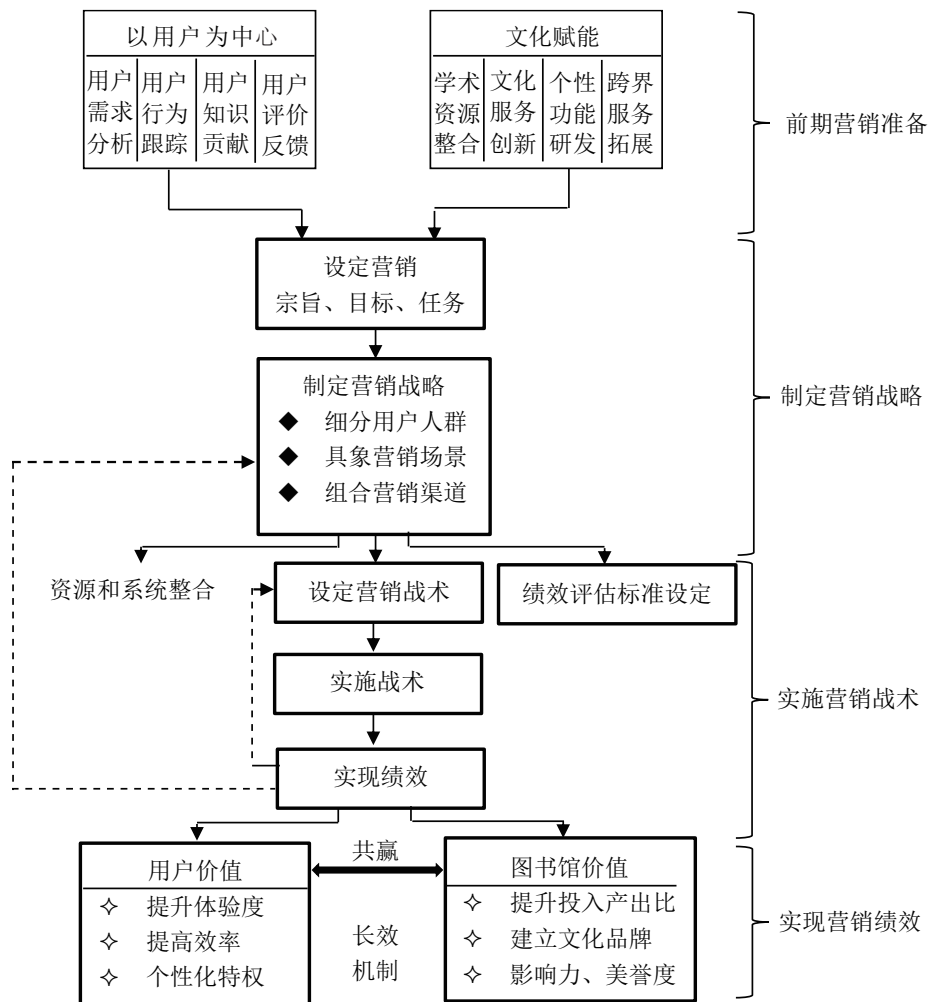 以用户为中心
用户 用户 用户 用户
需求 行为 知识 评价
分析 跟踪 贡献 反馈
文化赋能
学术 文化 个性 跨界
资源 服务 功能 服务
整合 创新 研发 拓展
前期营销准备
设定营销
宗旨、目标、任务
制定营销战略
◆ 细分用户人群
◆ 具象营销场景
◆ 组合营销渠道
制定营销战略
资源和系统整合
设定营销战术
绩效评估标准设定
实施战术
实现绩效
实施营销战术
用户价值
✧ 提升体验度
✧ 提高效率
✧ 个性化特权
共赢
长效
机制
图书馆价值
✧ 提升投入产出比
✧ 建立文化品牌
✧ 影响力、美誉度
实现营销绩效